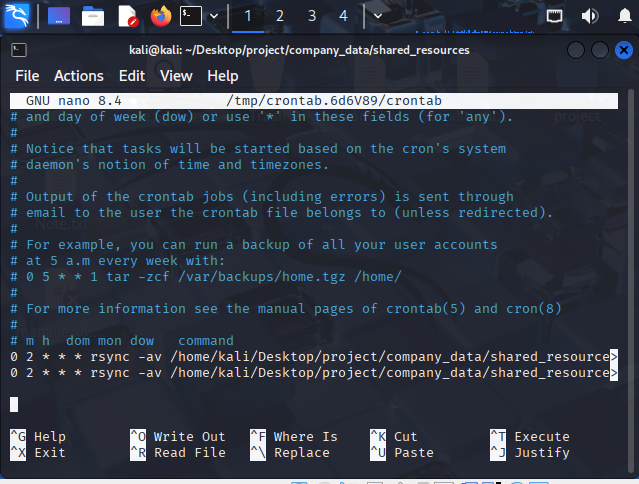 1 2 3 4
kali@kali: ~/Desktop/project/company_data/shared_resources
File Actions Edit View Help
GNU nano 8.4 /tmp/crontab.6d6V89/crontab
# and day of week (dow) or use '*' in these fields (for 'any').
#
# Notice that tasks will be started based on the cron's system
# daemon's notion of time and timezones.
#
# Output of the crontab jobs (including errors) is sent through
# email to the user the crontab file belongs to (unless redirected).
#
# For example, you can run a backup of all your user accounts
# at 5 a.m every week with:
# 0 5 * * 1 tar -zcf /var/backups/home.tgz /home/
#
# For more information see the manual pages of crontab(5) and cron(8)
#
# m h  dom mon dow   command
0 2 * * * rsync -av /home/kali/Desktop/project/company_data/shared_resource>
0 2 * * * rsync -av /home/kali/Desktop/project/company_data/shared_resource>
^G Help ^O Write Out ^F Where Is ^K Cut ^T Execute
^X Exit ^R Read File ^\ Replace ^U Paste ^J Justify